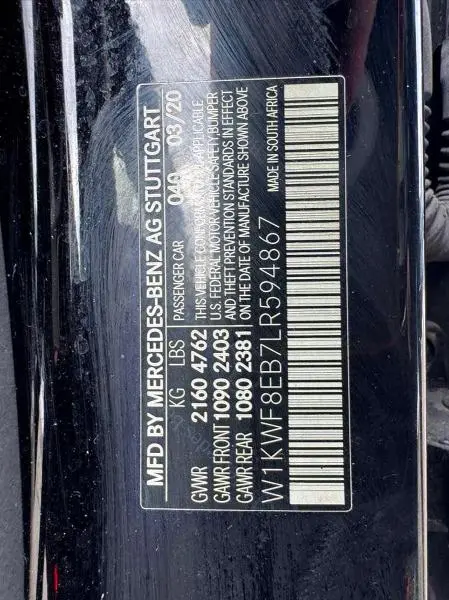 MFD BY MERCEDES-BENZ AG STUTTGART
KG LBS PASSENGER CAR 040 03/20
GVWR 2160 4762 THIS VEHICLE CONFORMS TO ALL APPLICABLE
U.S. FEDERAL MOTOR VEHICLE SAFETY/BUMPER
GAWR FRONT 1090 2403 AND THEFT PREVENTION STANDARDS IN EFFECT
GAWR REAR 1080 2381 ON THE DATE OF MANUFACTURE SHOWN ABOVE
W1KWF8EB7LR594867
MADE IN SOUTH AFRICA